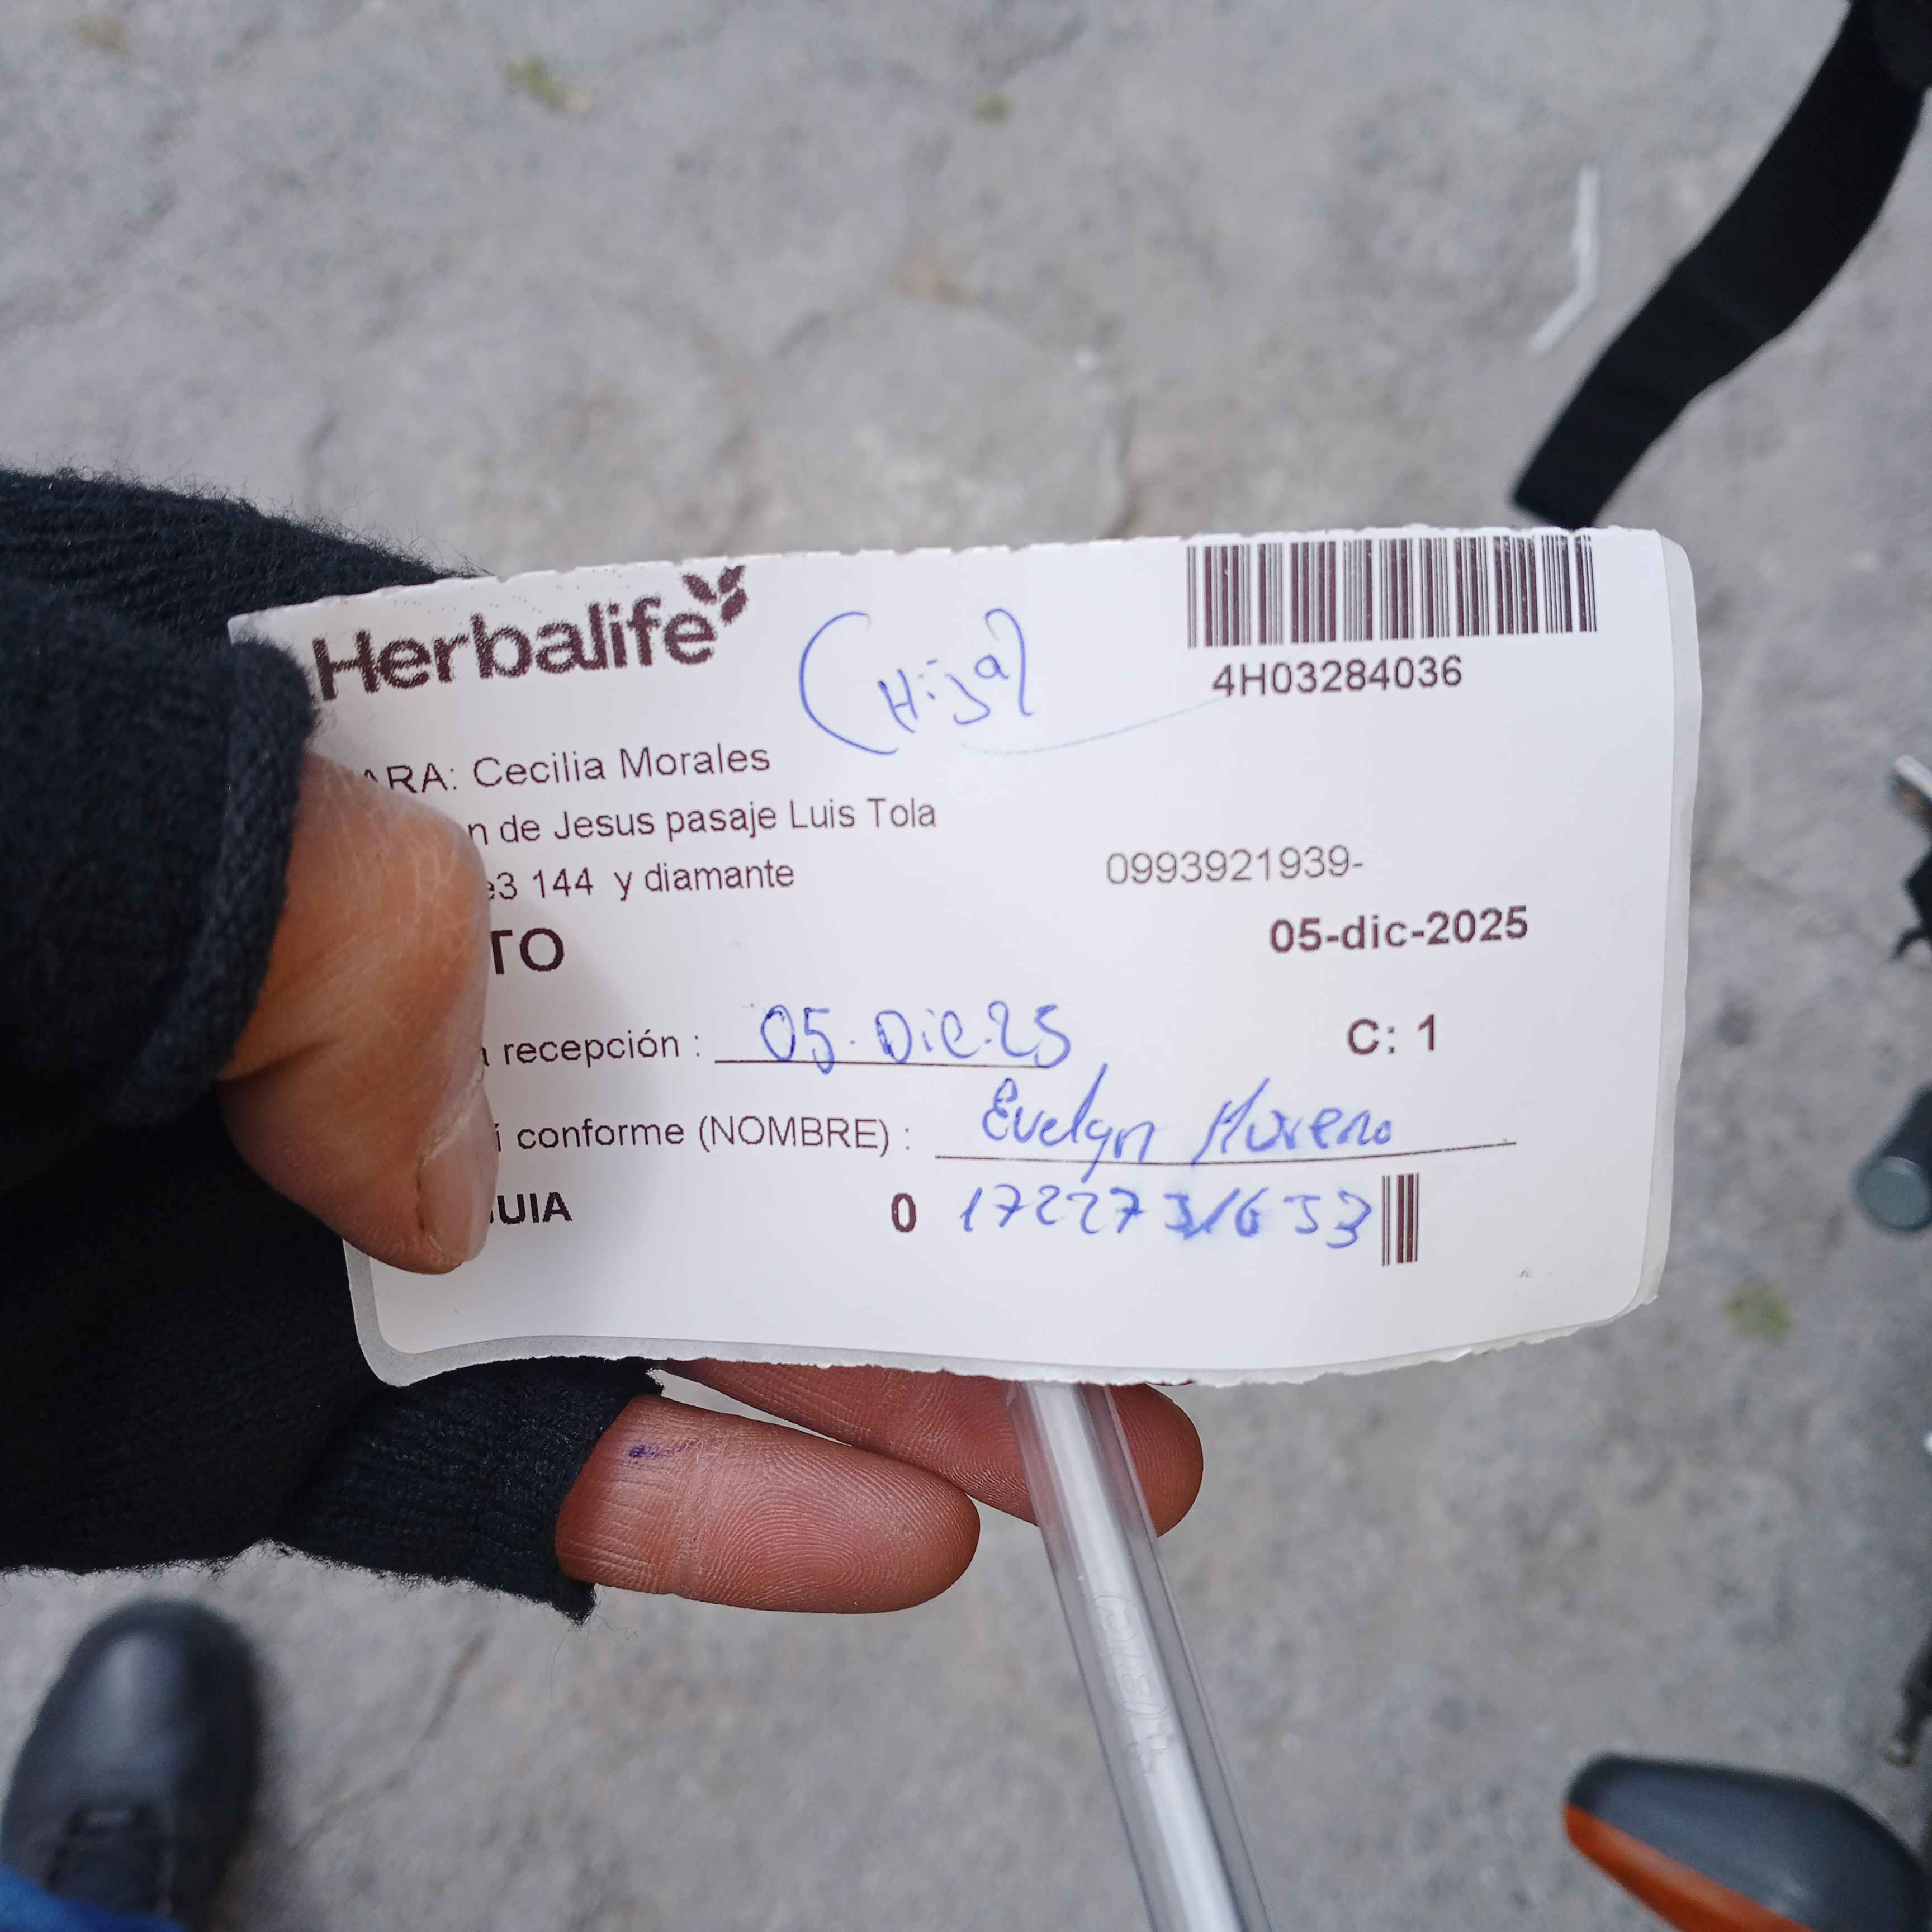 Herbalife
(Hija)
4H03284036
ARA: Cecilia Morales
n de Jesus pasaje Luis Tola
e3 144 y diamante
0993921939-
TO
05-dic-2025
recepción : 05.Dic.25
C: 1
í conforme (NOMBRE) : Evelyn Moreno
UIA 0